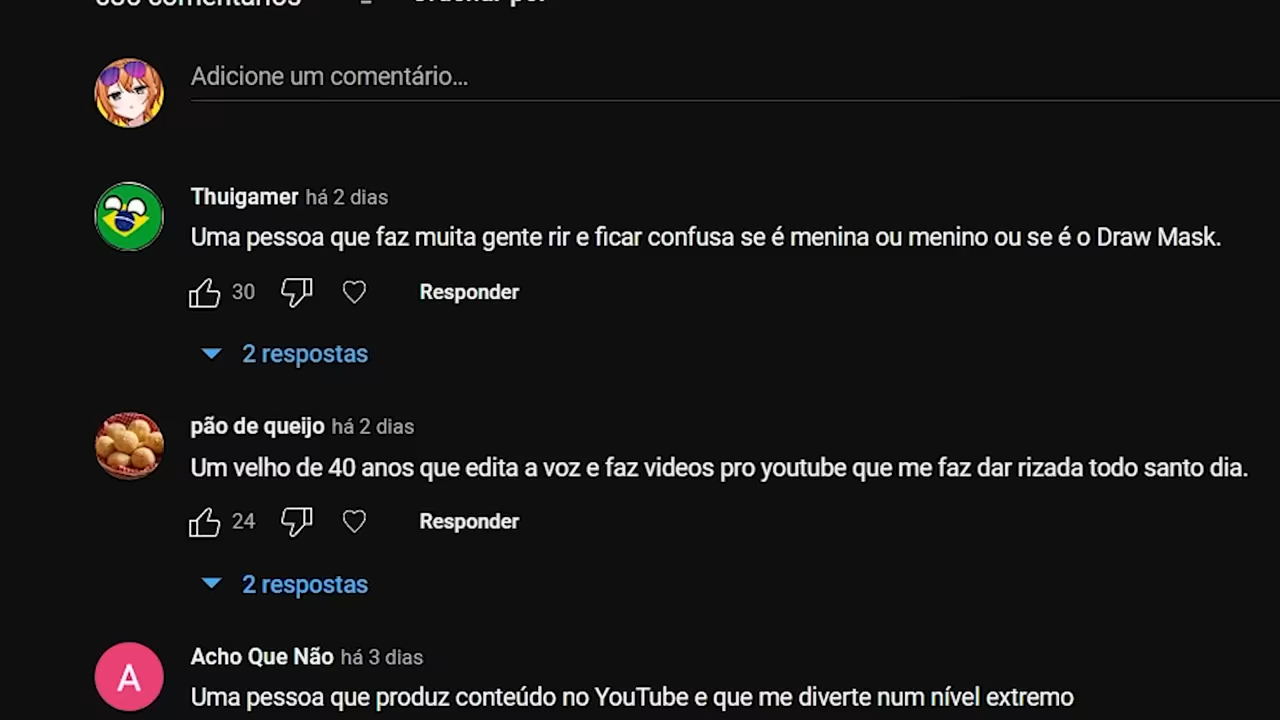 comentários
Adicione um comentário...
Thuigamer há 2 dias
Uma pessoa que faz muita gente rir e ficar confusa se é menina ou menino ou se é o Draw Mask.
30 Responder
2 respostas
pão de queijo há 2 dias
Um velho de 40 anos que edita a voz e faz videos pro youtube que me faz dar rizada todo santo dia.
24 Responder
2 respostas
A
Acho Que Não há 3 dias
Uma pessoa que produz conteúdo no YouTube e que me diverte num nível extremo